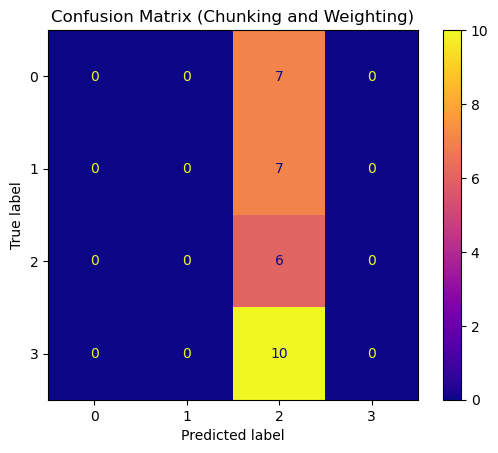 Confusion Matrix (Chunking and Weighting)
True label
0 0 0 7 0
1 0 0 7 0
2 0 0 6 0
3 0 0 10 0
0 1 2 3
Predicted label
10
8
6
4
2
0